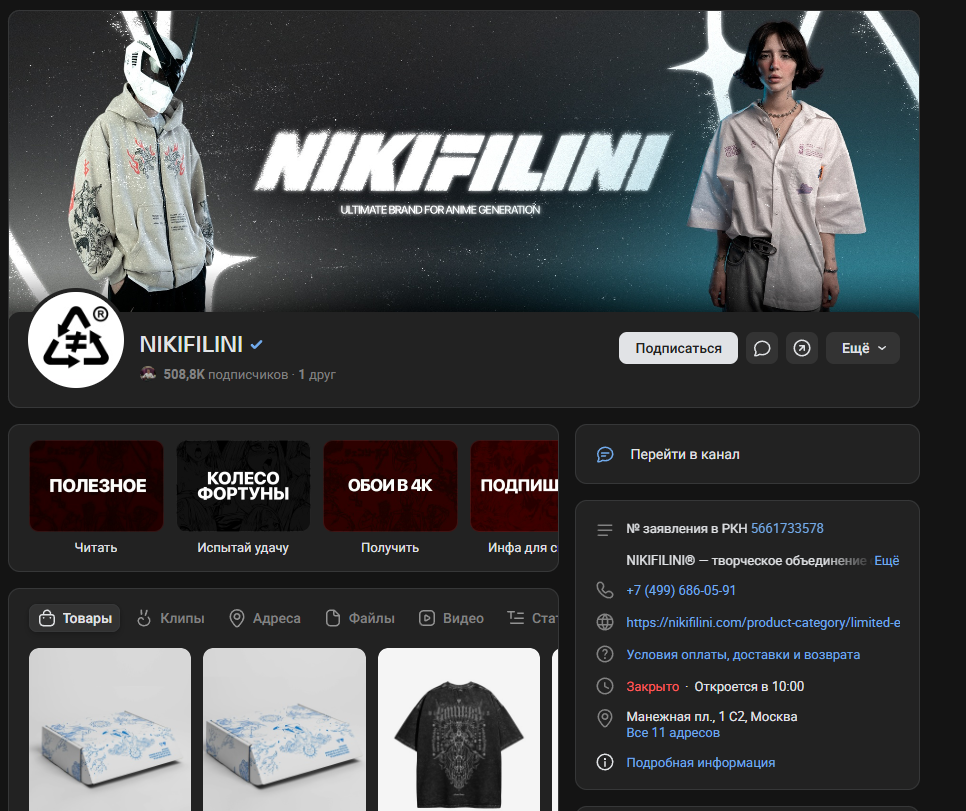 NIKIFILINI
ULTIMATE BRAND FOR ANIME GENERATION
®
NIKIFILINI
508,8K подписчиков · 1 друг
Подписаться
Ещё
ПОЛЕЗНОЕ
КОЛЕСО
ФОРТУНЫ
ОБОИ В 4К
ПОДПИШ
Читать
Испытай удачу
Получить
Инфа для с
Товары
Клипы
Адреса
Файлы
Видео
Стат
Перейти в канал
№ заявления в РКН 5661733578
NIKIFILINI® — творческое объединение Ещё
+7 (499) 686-05-91
https://nikifilini.com/product-category/limited-e
Условия оплаты, доставки и возврата
Закрыто · Откроется в 10:00
Манежная пл., 1 С2, Москва
Все 11 адресов
Подробная информация